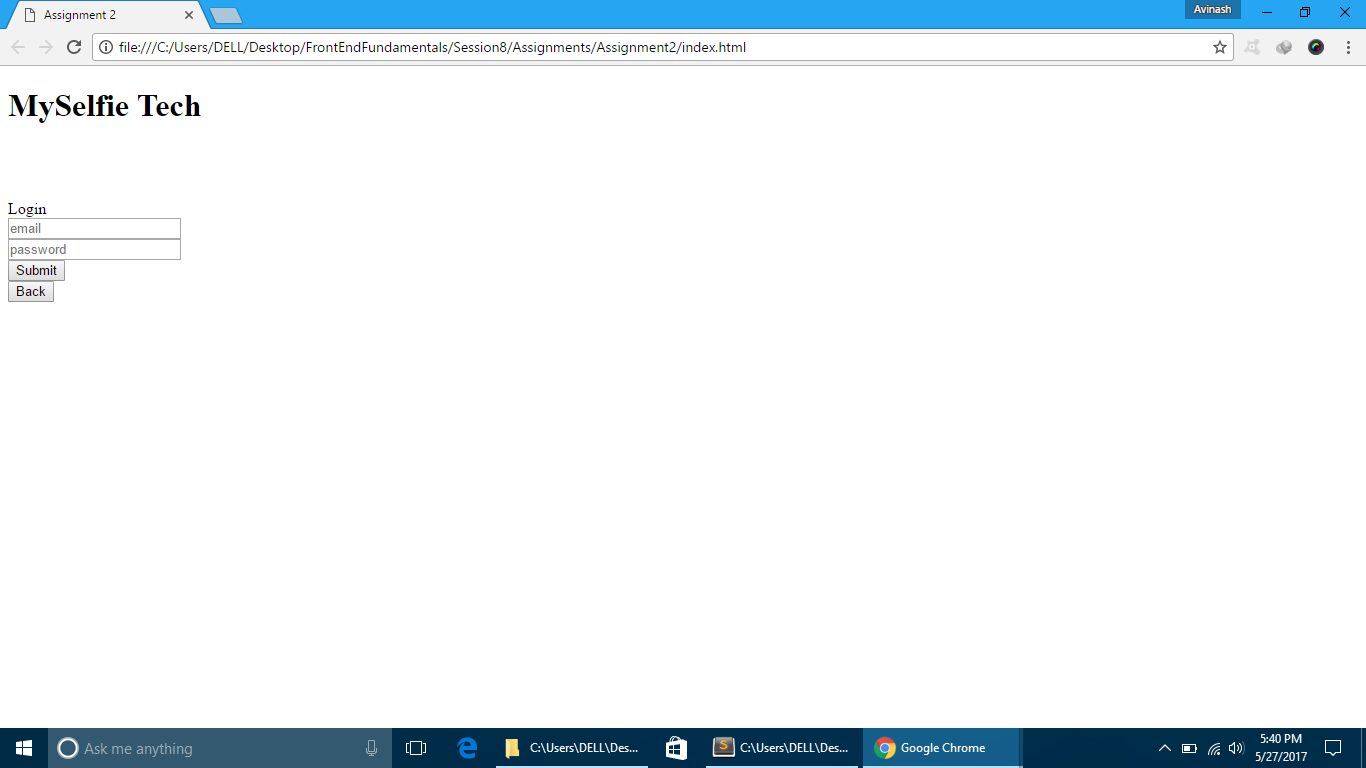 Assignment 2
Avinash
file:///C:/Users/DELL/Desktop/FrontEndFundamentals/Session8/Assignments/Assignment2/index.html
MySelfie Tech
Login
email
password
Submit
Back
Ask me anything
C:\Users\DELL\Des...
C:\Users\DELL\Des...
Google Chrome
5:40 PM
5/27/2017